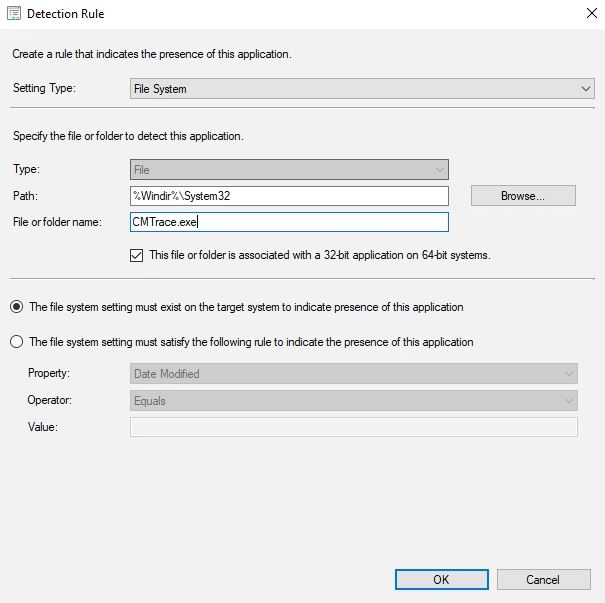 Detection Rule
Create a rule that indicates the presence of this application.
Setting Type: File System
Specify the file or folder to detect this application.
Type: File
Path: %Windir%\System32 Browse...
File or folder name: CMTrace.exe
This file or folder is associated with a 32-bit application on 64-bit systems.
The file system setting must exist on the target system to indicate presence of this application
The file system setting must satisfy the following rule to indicate the presence of this application
Property: Date Modified
Operator: Equals
Value:
OK Cancel